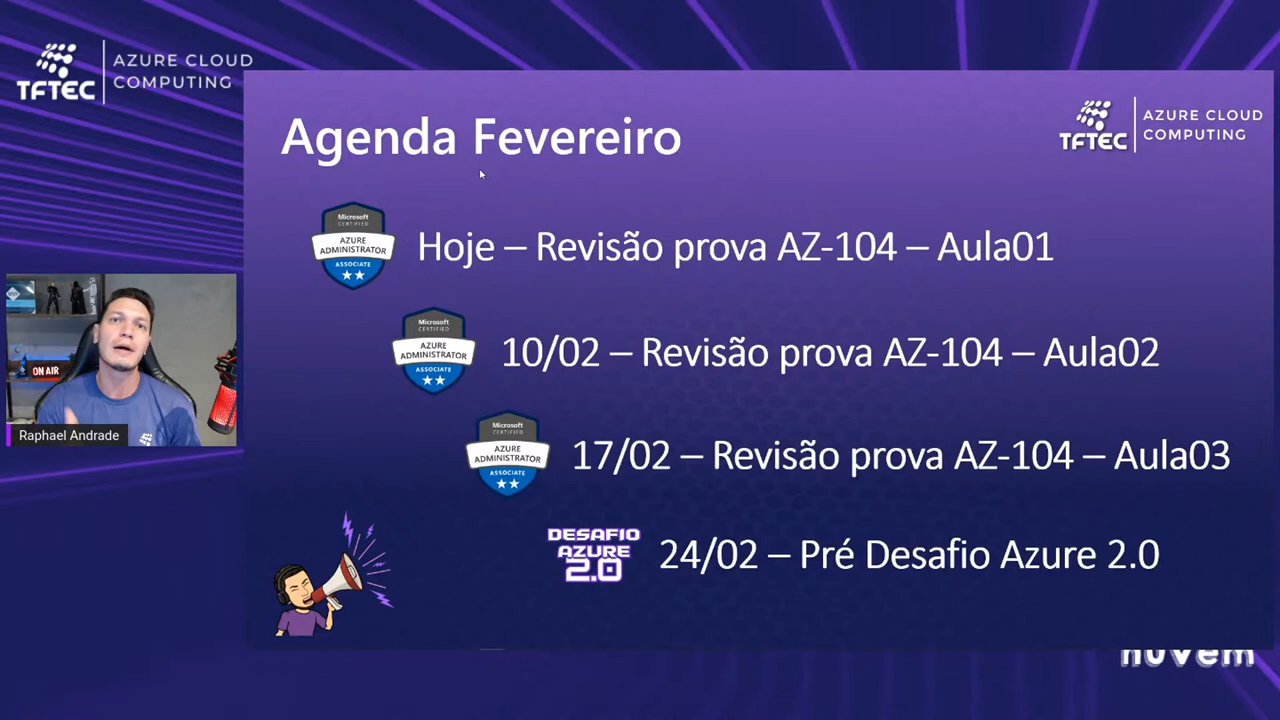 TFTEC
AZURE CLOUD
COMPUTING
TFTEC
AZURE CLOUD
COMPUTING
Agenda Fevereiro
Microsoft
CERTIFIED
AZURE
ADMINISTRATOR
ASSOCIATE
Hoje – Revisão prova AZ-104 – Aula01
Microsoft
CERTIFIED
AZURE
ADMINISTRATOR
ASSOCIATE
10/02 – Revisão prova AZ-104 – Aula02
ON AIR
Raphael Andrade
Microsoft
CERTIFIED
AZURE
ADMINISTRATOR
ASSOCIATE
17/02 – Revisão prova AZ-104 – Aula03
DESAFIO
AZURE
2.0
24/02 – Pré Desafio Azure 2.0
nuvem